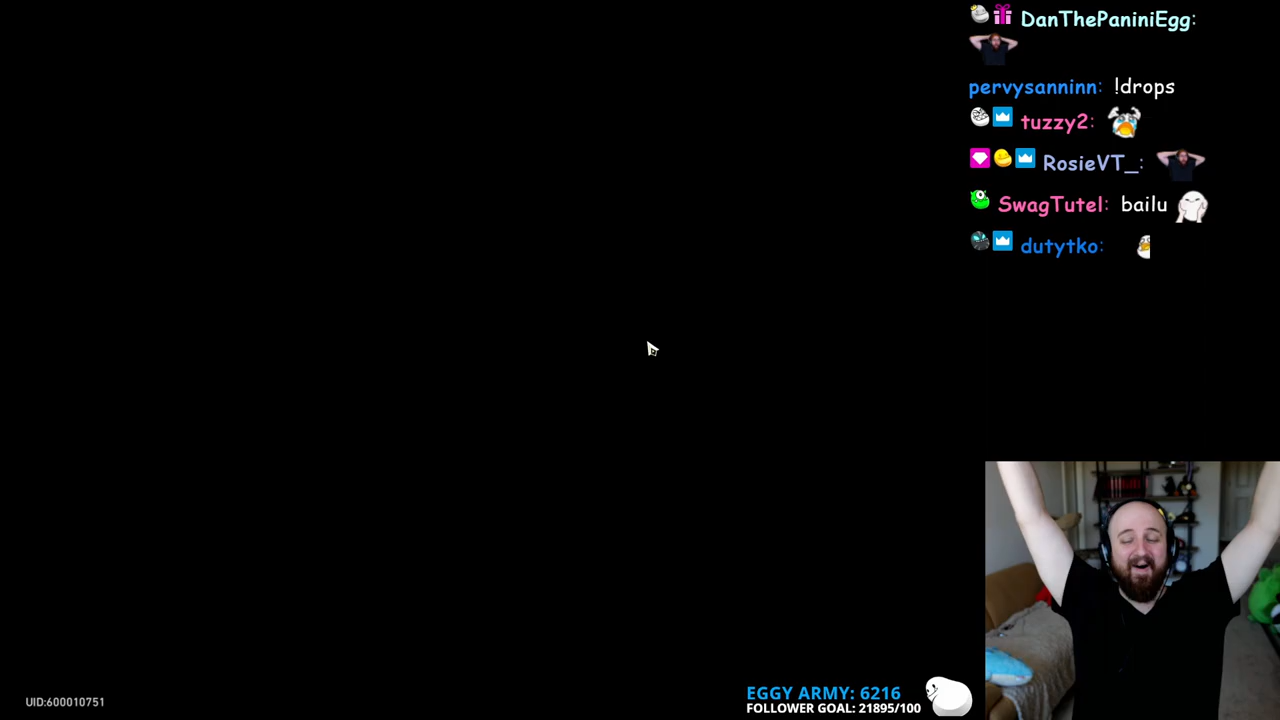 DanThePaniniEgg:
pervysanninn: !drops
tuzzy2:
RosieVT_:
SwagTutel: bailu
dutytko:
EGGY ARMY: 6216
FOLLOWER GOAL: 21895/100
UID:600010751